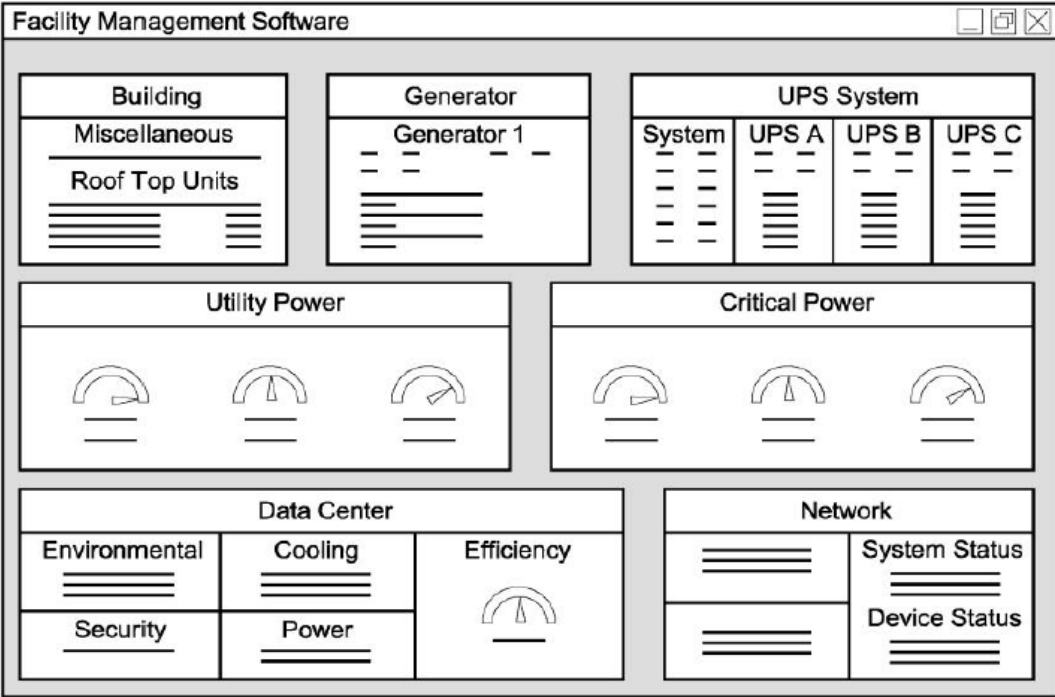 Facility Management Software
Building
Miscellaneous
Roof Top Units
Generator
Generator 1
UPS System
System
UPS A
UPS B
UPS C
Utility Power
Critical Power
Data Center
Environmental
Cooling
Efficiency
Security
Power
Network
System Status
Device Status